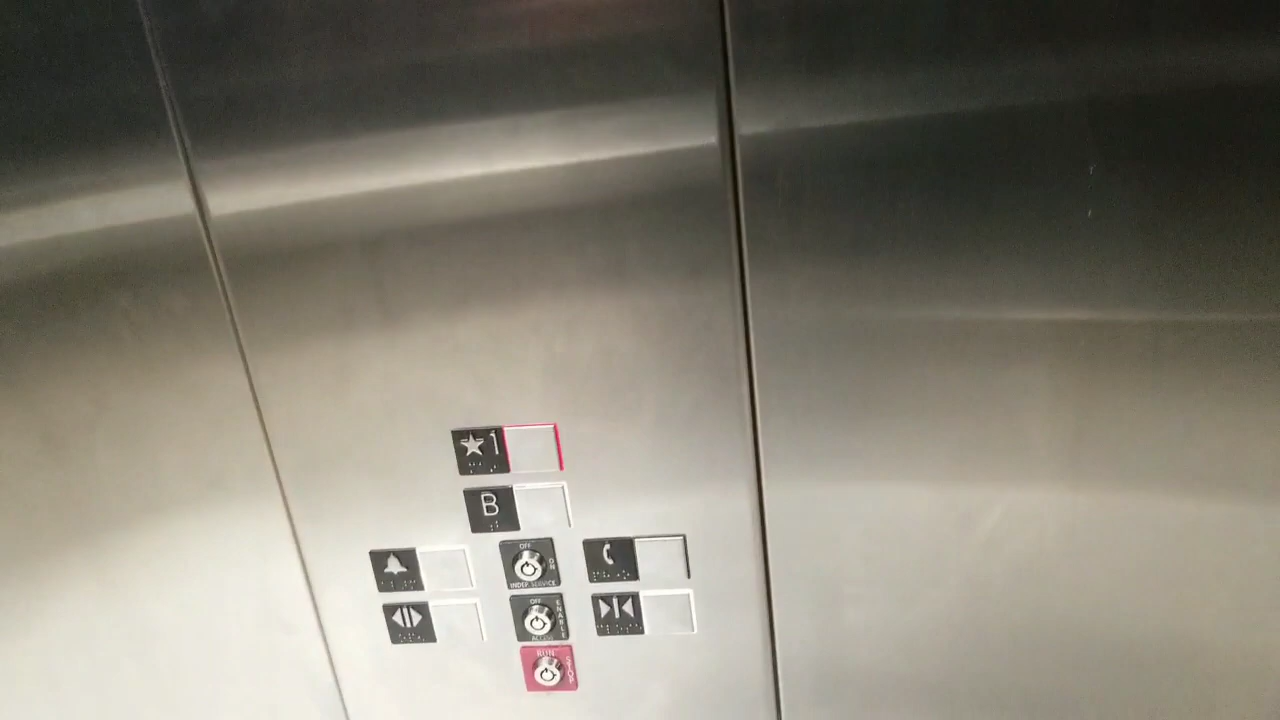 ★1
B
OFF
ON
INDEP. SERVICE
OFF
ENABLE
ACCESS
RUN
STOP